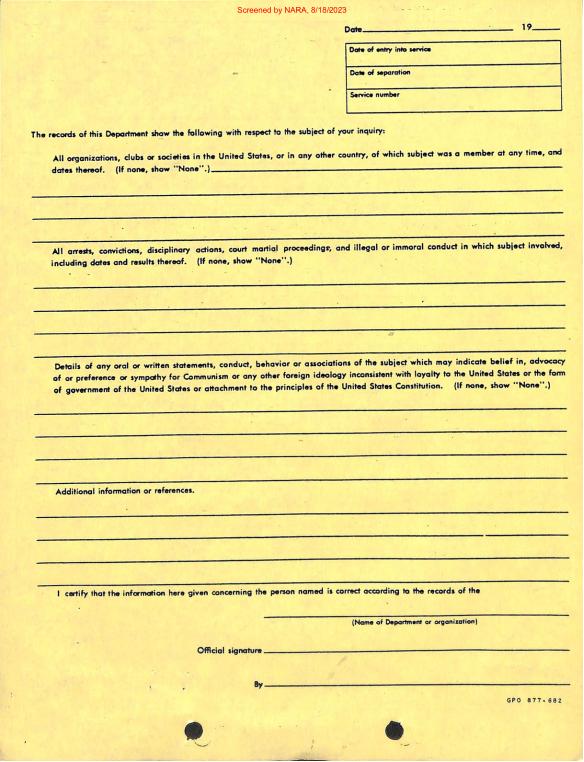 Screened by NARA, 8/18/2023
Date 19
Date of entry into service
Date of separation
Service number
The records of this Department show the following with respect to the subject of your inquiry:
All organizations, clubs or societies in the United States, or in any other country, of which subject was a member at any time, and
dates thereof. (If none, show "None".)
All arrests, convictions, disciplinary actions, court martial proceedings, and illegal or immoral conduct in which subject involved,
including dates and results thereof. (If none, show "None".)
Details of any oral or written statements, conduct, behavior or associations of the subject which may indicate belief in, advocacy
of or preference or sympathy for Communism or any other foreign ideology inconsistent with loyalty to the United States or the form
of government of the United States or attachment to the principles of the United States Constitution. (If none, show "None".)
Additional information or references.
I certify that the information here given concerning the person named is correct according to the records of the
(Name of Department or organization)
Official signature
By
GPO 877-682